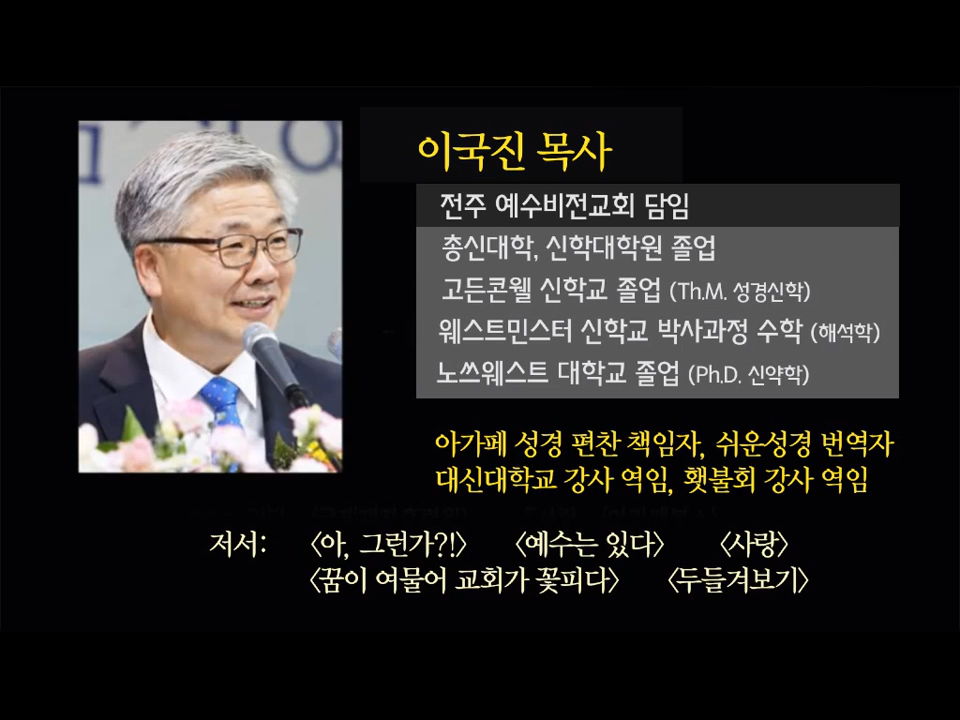 이국진 목사
전주 예수비전교회 담임
총신대학, 신학대학원 졸업
고든콘웰 신학교 졸업 (Th.M. 성경신학)
웨스트민스터 신학교 박사과정 수학 (해석학)
노쓰웨스트 대학교 졸업 (Ph.D. 신약학)
아가페 성경 편찬 책임자, 쉬운성경 번역자
대신대학교 강사 역임, 횃불회 강사 역임
저서: <아, 그런가?!> <예수는 있다> <사랑>
<꿈이 여물어 교회가 꽃피다> <두들겨보기>